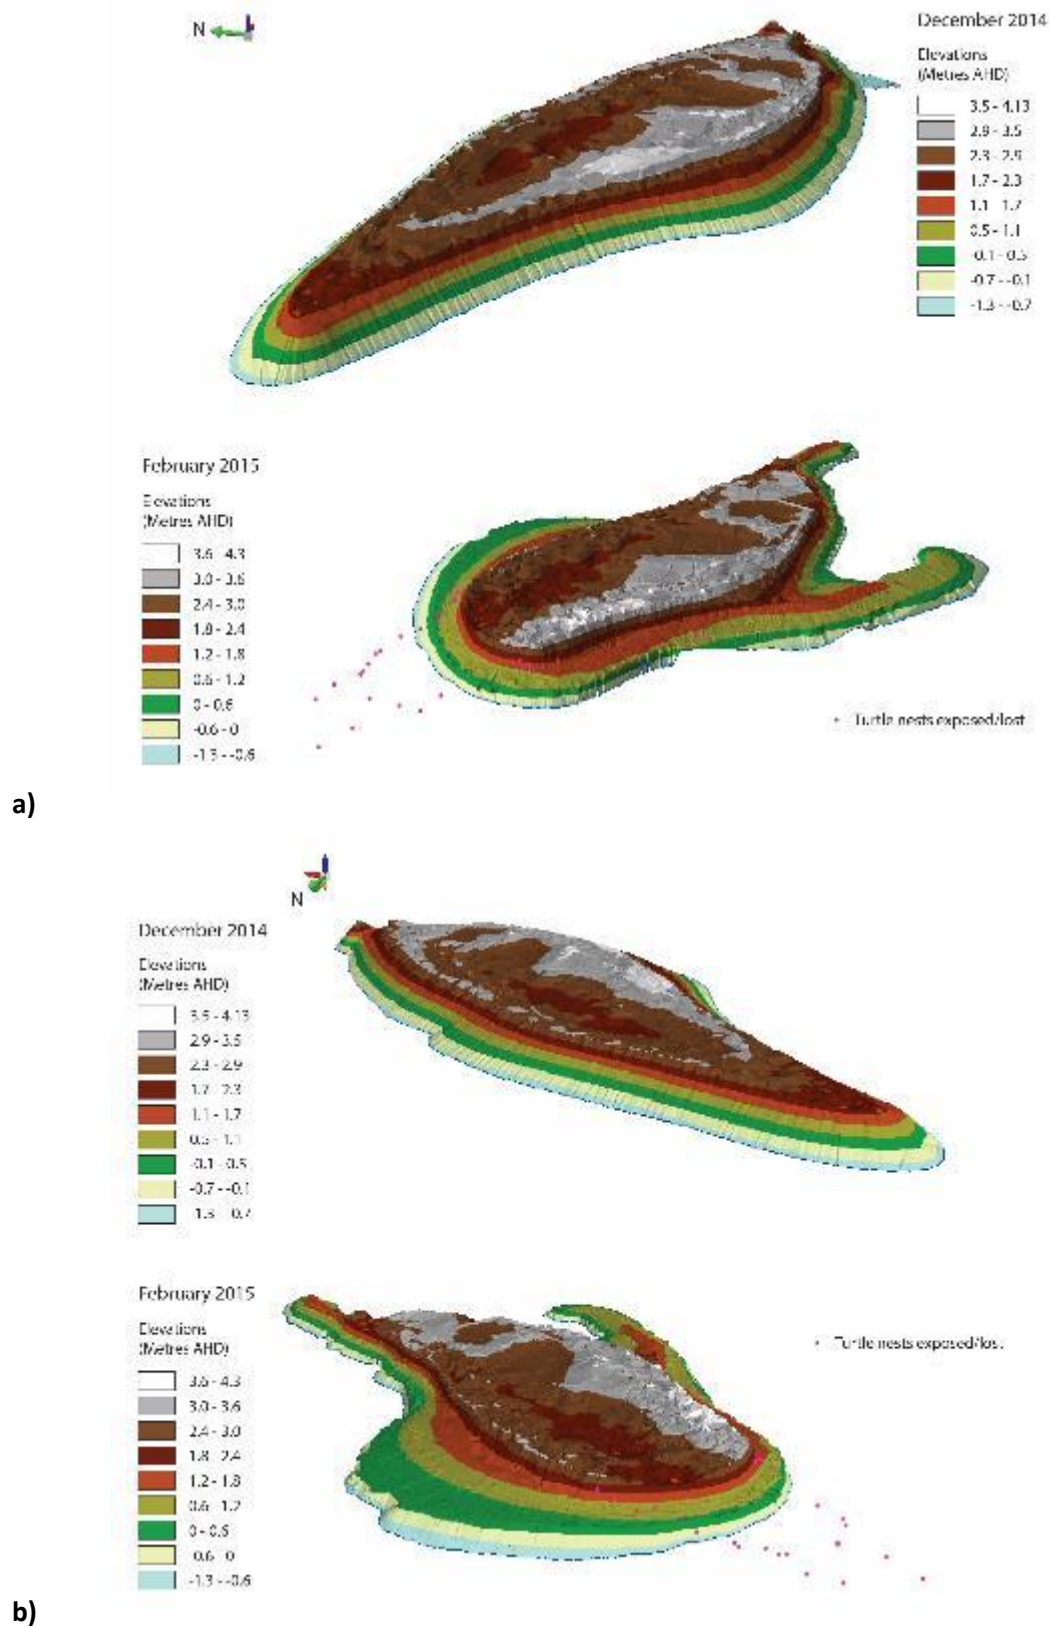 N
December 2014
Elevations
(Metres AHD)
3.5 - 4.13
2.9 - 3.5
2.3 - 2.9
1.7 - 2.3
1.1 - 1.7
0.5 - 1.1
-0.1 - 0.5
-0.7 - -0.1
-1.3 - -0.7
February 2015
Elevations
(Metres AHD)
3.6 - 4.3
3.0 - 3.6
2.4 - 3.0
1.8 - 2.4
1.2 - 1.8
0.6 - 1.2
0 - 0.6
-0.6 - 0
-1.3 - -0.6
Turtle nests exposed/lost
a)
N
December 2014
Elevations
(Metres AHD)
3.5 - 4.13
2.9 - 3.5
2.3 - 2.9
1.7 - 2.3
1.1 - 1.7
0.5 - 1.1
-0.1 - 0.5
-0.7 - -0.1
-1.3 - -0.7
February 2015
Elevations
(Metres AHD)
3.6 - 4.3
3.0 - 3.6
2.4 - 3.0
1.8 - 2.4
1.2 - 1.8
0.6 - 1.2
0 - 0.6
-0.6 - 0
-1.3 - -0.6
Turtle nests exposed/lost
b)